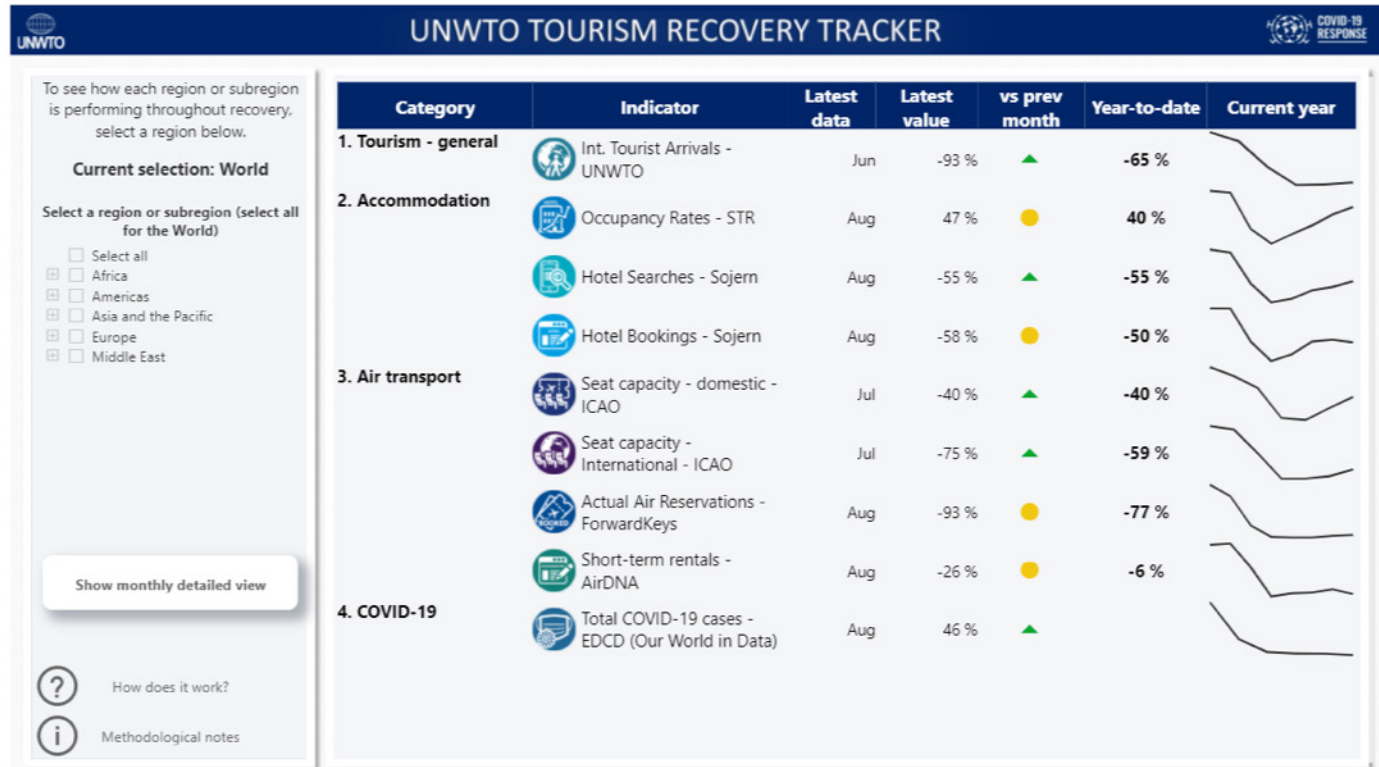 UNWTO
UNWTO TOURISM RECOVERY TRACKER
COVID-19
RESPONSE
To see how each region or subregion
is performing throughout recovery,
select a region below.
Current selection: World
Select a region or subregion (select all
for the World)
Select all
Africa
Americas
Asia and the Pacific
Europe
Middle East
Show monthly detailed view
? How does it work?
i Methodological notes
Category Indicator Latest data Latest value vs prev month Year-to-date Current year
1. Tourism - general
Int. Tourist Arrivals -
UNWTO Jun -93 % -65 %
2. Accommodation
Occupancy Rates - STR Aug 47 % 40 %
Hotel Searches - Sojern Aug -55 % -55 %
Hotel Bookings - Sojern Aug -58 % -50 %
3. Air transport
Seat capacity - domestic -
ICAO Jul -40 % -40 %
Seat capacity -
International - ICAO Jul -75 % -59 %
BOOKED
Actual Air Reservations -
ForwardKeys Aug -93 % -77 %
Short-term rentals -
AirDNA Aug -26 % -6 %
4. COVID-19
Total COVID-19 cases -
EDCD (Our World in Data) Aug 46 %